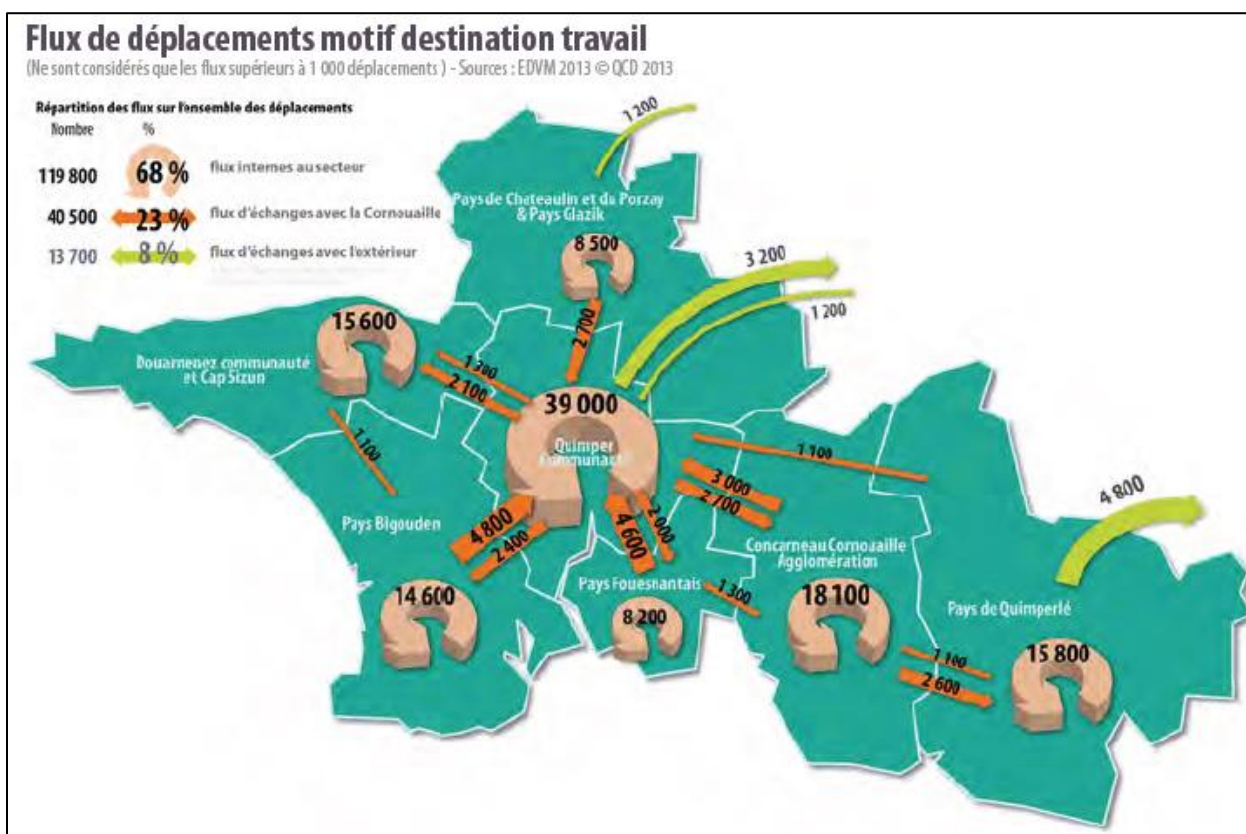 Flux de déplacements motif destination travail
(Ne sont considérés que les flux supérieurs à 1 000 déplacements ) - Sources : EDVM 2013 © QCD 2013
Répartition des flux sur l'ensemble des déplacements
Nombre %
119 800 68 % flux internes au secteur
40 500 23 % flux d'échanges avec la Cornouaille
13 700 8 % flux d'échanges avec l'extérieur
1 200
Pays de Chateaulin et du Porzay
& Pays Glazik
8 500
3 200
1 200
2 700
15 600
Douarnenez communauté
et Cap Sizun
1 300
2 100
39 000
Quimper
Communauté
1 100
1 100
3 000
2 700
4 800
Pays Bigouden
4 800
2 400
4 600
2 000
Concarneau Cornouaille
Agglomération
Pays Fouesnantais
1 300
14 600
8 200
18 100
Pays de Quimperlé
1 100
2 600
15 800